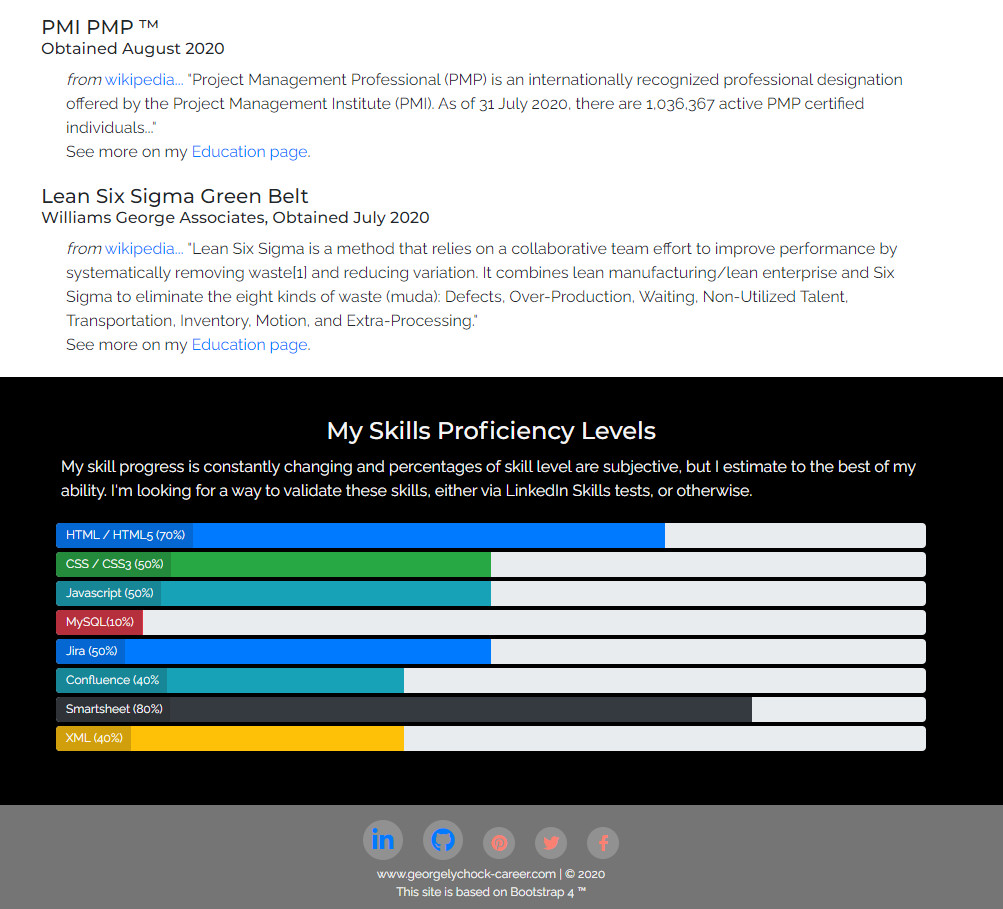 PMI PMP ™
Obtained August 2020
from wikipedia... "Project Management Professional (PMP) is an internationally recognized professional designation
offered by the Project Management Institute (PMI). As of 31 July 2020, there are 1,036,367 active PMP certified
individuals..."
See more on my Education page.
Lean Six Sigma Green Belt
Williams George Associates, Obtained July 2020
from wikipedia... "Lean Six Sigma is a method that relies on a collaborative team effort to improve performance by
systematically removing waste[1] and reducing variation. It combines lean manufacturing/lean enterprise and Six
Sigma to eliminate the eight kinds of waste (muda): Defects, Over-Production, Waiting, Non-Utilized Talent,
Transportation, Inventory, Motion, and Extra-Processing."
See more on my Education page.
My Skills Proficiency Levels
My skill progress is constantly changing and percentages of skill level are subjective, but I estimate to the best of my
ability. I'm looking for a way to validate these skills, either via LinkedIn Skills tests, or otherwise.
HTML / HTML5 (70%)
CSS / CSS3 (50%)
Javascript (50%)
MySQL(10%)
Jira (50%)
Confluence (40%
Smartsheet (80%)
XML (40%)
in
www.georgelychock-career.com | © 2020
This site is based on Bootstrap 4 ™